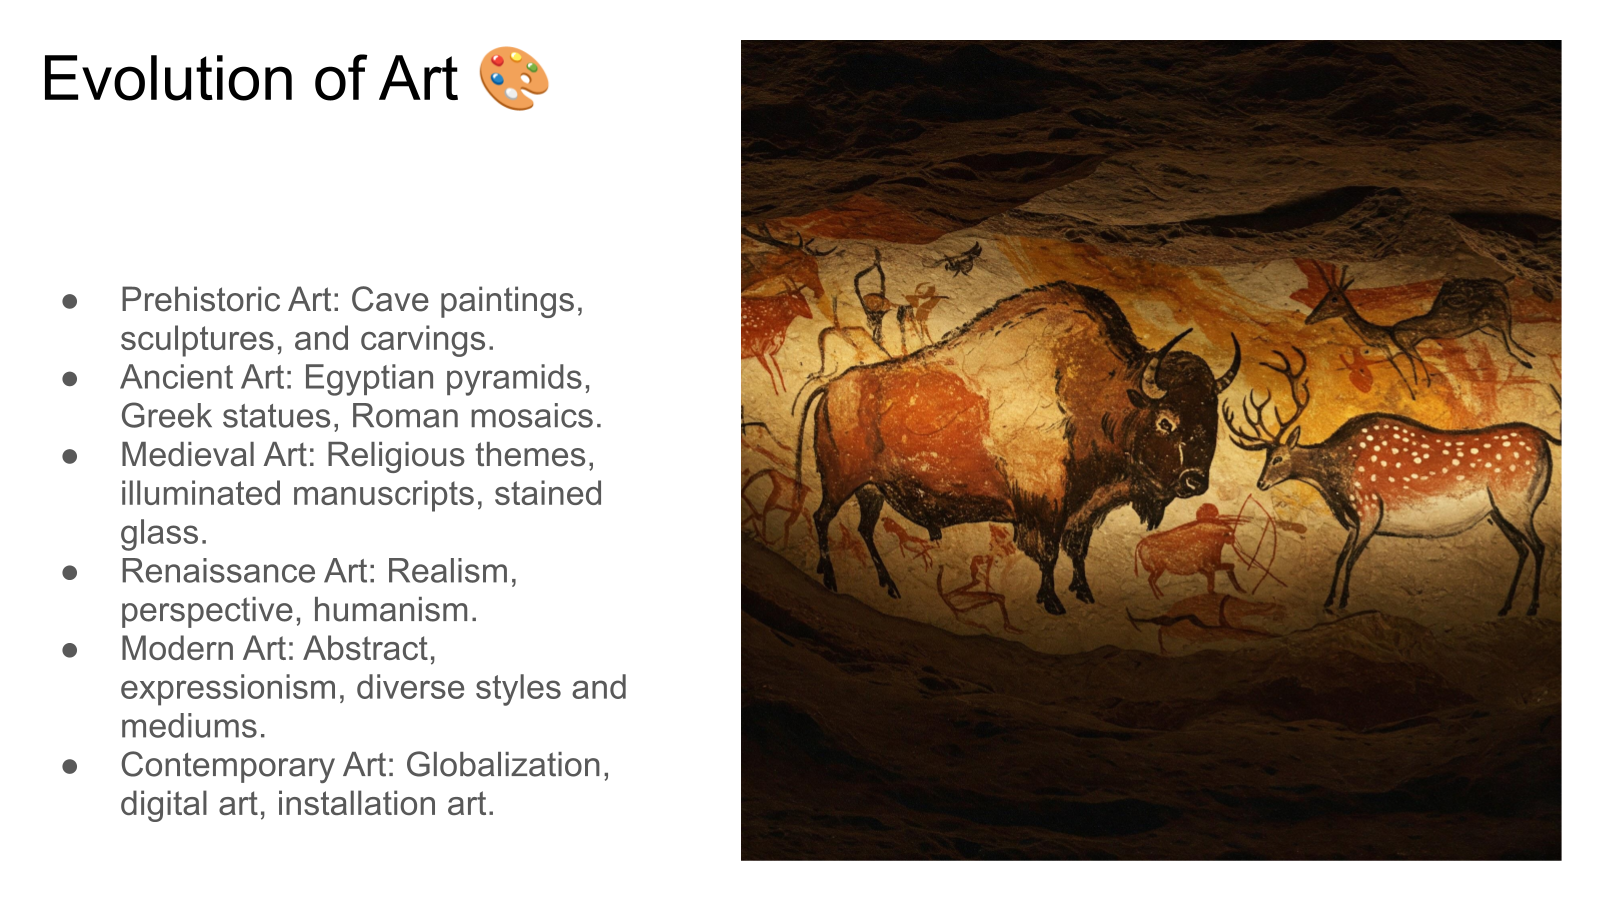 Evolution of Art 🎨
● Prehistoric Art: Cave paintings,
sculptures, and carvings.
● Ancient Art: Egyptian pyramids,
Greek statues, Roman mosaics.
● Medieval Art: Religious themes,
illuminated manuscripts, stained
glass.
● Renaissance Art: Realism,
perspective, humanism.
● Modern Art: Abstract,
expressionism, diverse styles and
mediums.
● Contemporary Art: Globalization,
digital art, installation art.